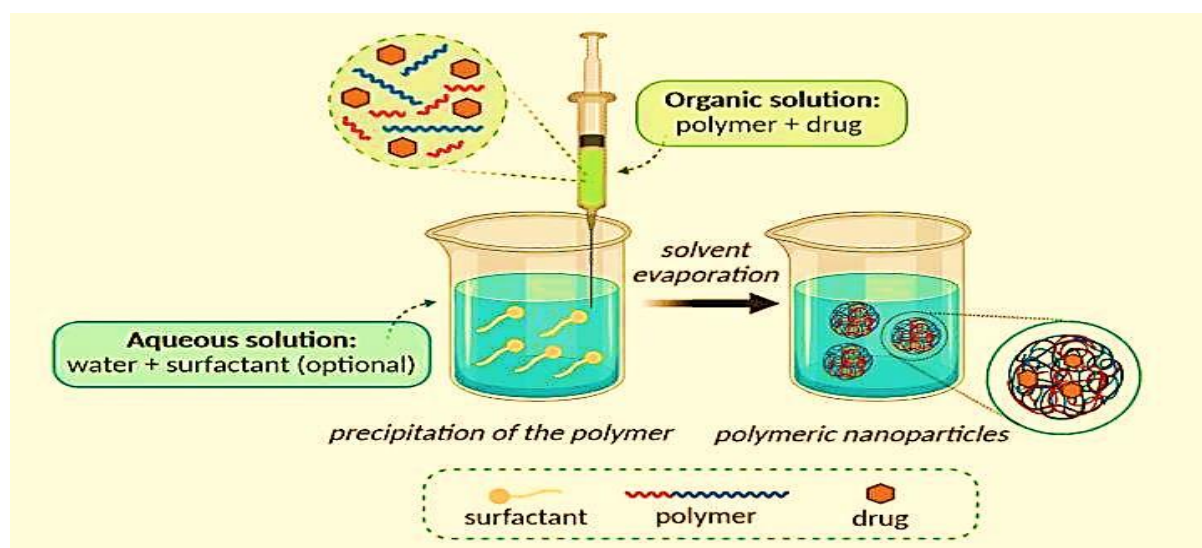 Organic solution:
polymer + drug
solvent
evaporation
Aqueous solution:
water + surfactant (optional)
precipitation of the polymer
polymeric nanoparticles
surfactant
polymer
drug